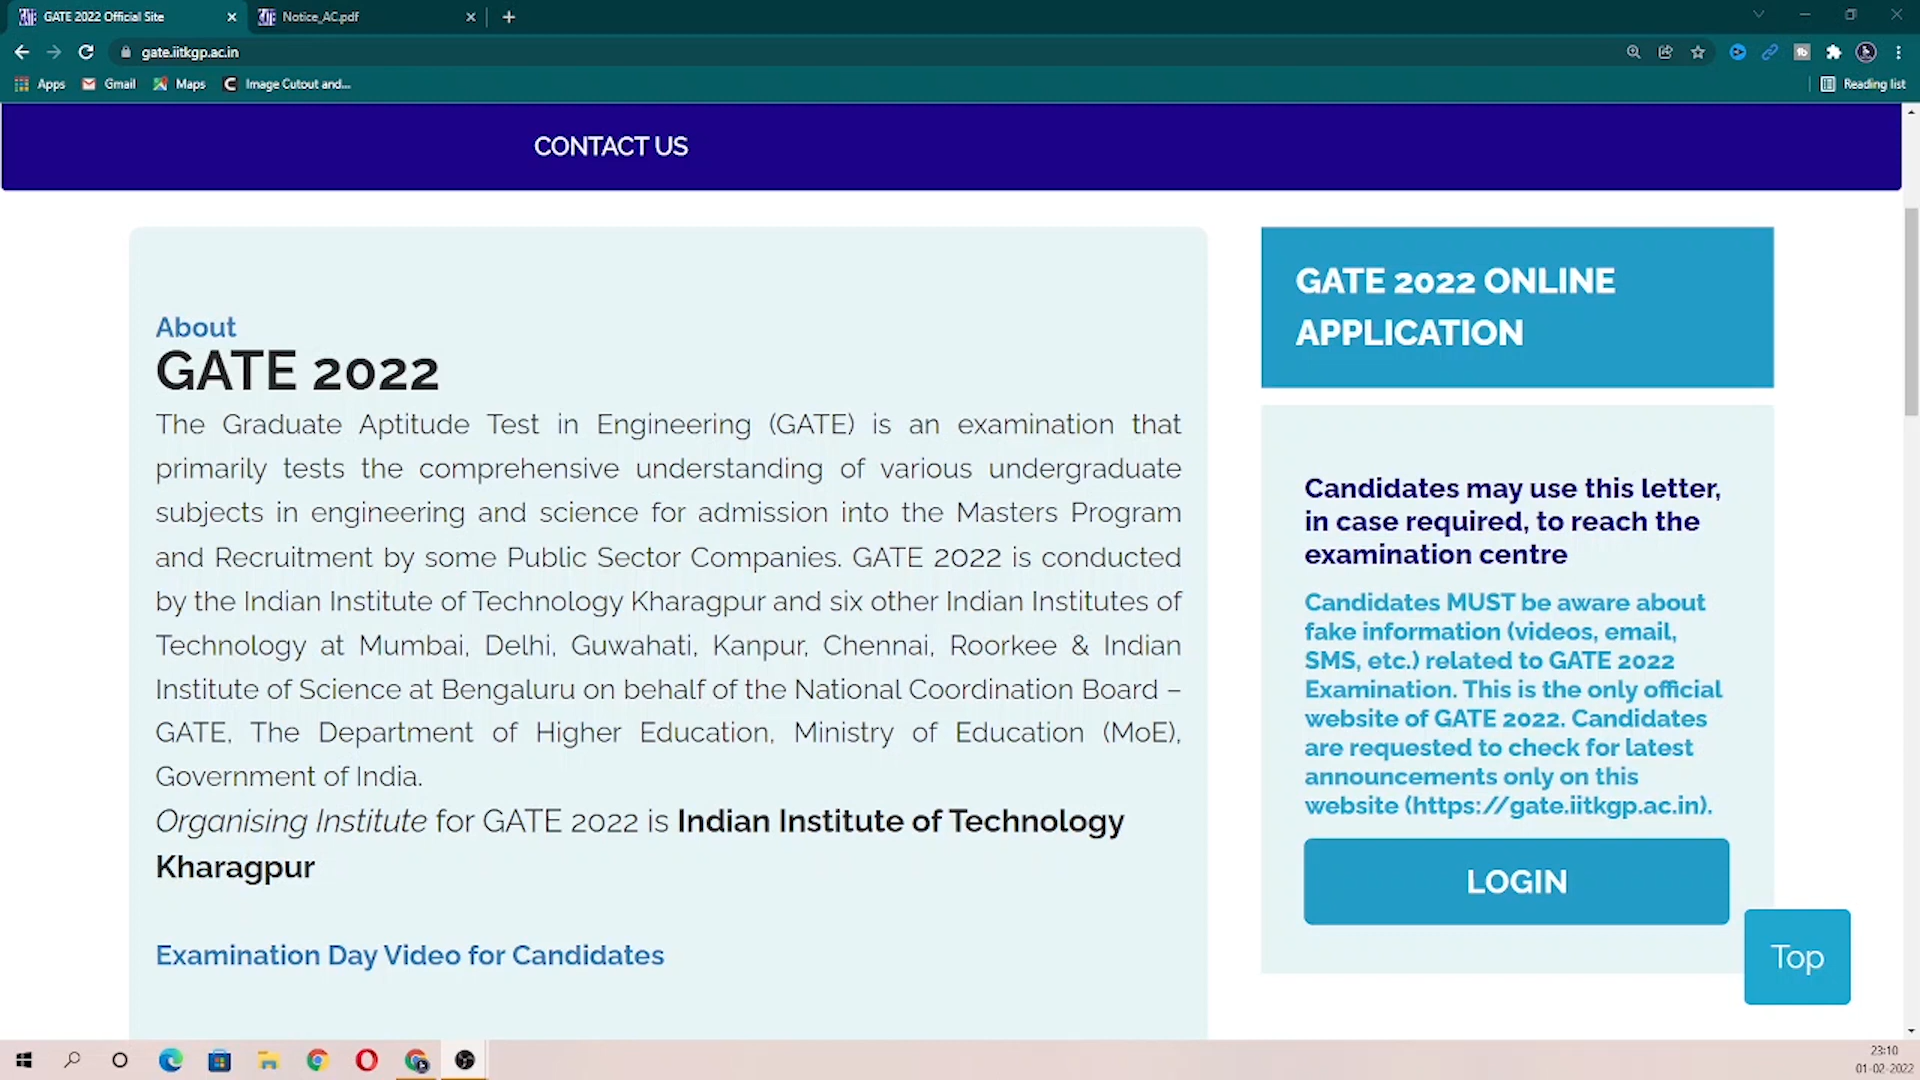 GATE 2022 Official Site
Notice_AC.pdf
gate.iitkgp.ac.in
Apps
Gmail
Maps
Image Cutout and...
Reading list
CONTACT US
About
GATE 2022
The Graduate Aptitude Test in Engineering (GATE) is an examination that
primarily tests the comprehensive understanding of various undergraduate
subjects in engineering and science for admission into the Masters Program
and Recruitment by some Public Sector Companies. GATE 2022 is conducted
by the Indian Institute of Technology Kharagpur and six other Indian Institutes of
Technology at Mumbai, Delhi, Guwahati, Kanpur, Chennai, Roorkee & Indian
Institute of Science at Bengaluru on behalf of the National Coordination Board –
GATE, The Department of Higher Education, Ministry of Education (MoE),
Government of India.
Organising Institute for GATE 2022 is Indian Institute of Technology
Kharagpur
Examination Day Video for Candidates
GATE 2022 ONLINE
APPLICATION
Candidates may use this letter,
in case required, to reach the
examination centre
Candidates MUST be aware about
fake information (videos, email,
SMS, etc.) related to GATE 2022
Examination. This is the only official
website of GATE 2022. Candidates
are requested to check for latest
announcements only on this
website (https://gate.iitkgp.ac.in).
LOGIN
Top
23:10
01-02-2022